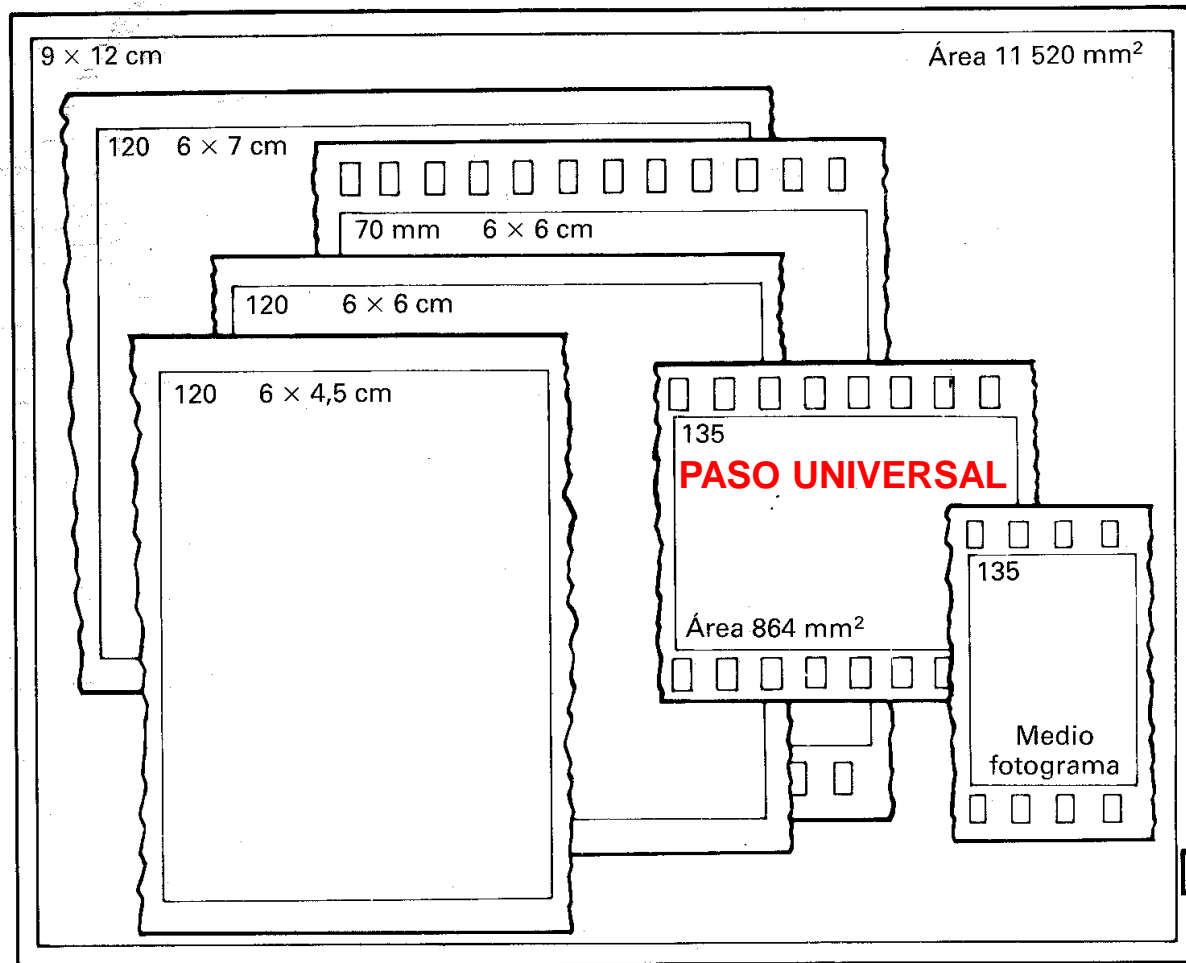 9 × 12 cm
Área 11 520 mm²
120 6 × 7 cm
70 mm 6 × 6 cm
120 6 × 6 cm
120 6 × 4,5 cm
135
PASO UNIVERSAL
Área 864 mm²
135
Medio
fotograma